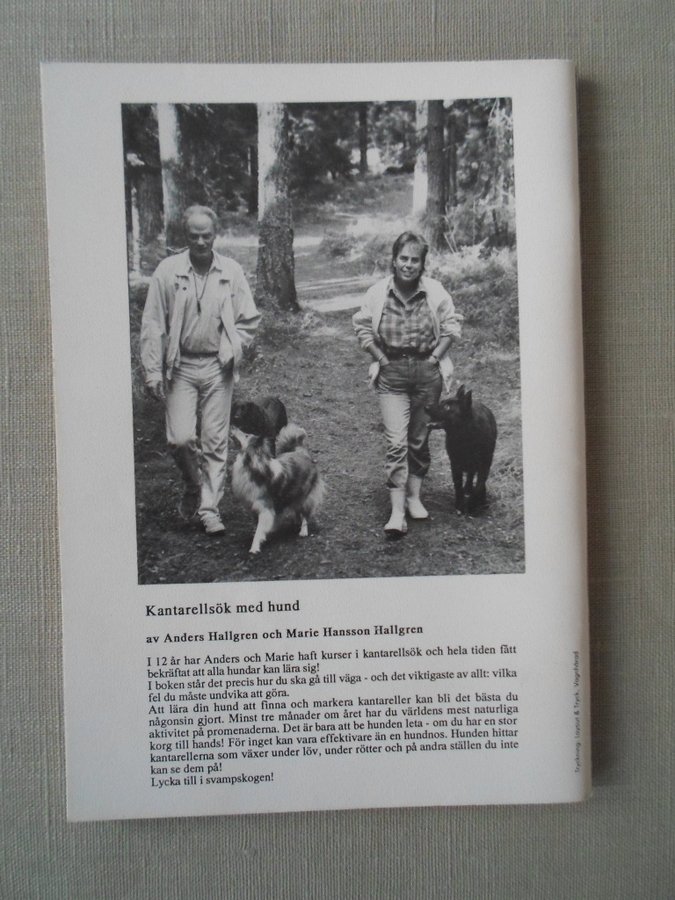 Kantarellsök med hund
av Anders Hallgren och Marie Hansson Hallgren
I 12 år har Anders och Marie haft kurser i kantarellsök och hela tiden fått
bekräftat att alla hundar kan lära sig!
I boken står det precis hur du ska gå till väga - och det viktigaste av allt: vilka
fel du måste undvika att göra.
Att lära din hund att finna och markera kantareller kan bli det bästa du
någonsin gjort. Minst tre månader om året har du världens mest naturliga
aktivitet på promenaderna. Det är bara att be hunden leta - om du har en stor
korg till hands! För inget kan vara effektivare än en hundnos. Hunden hittar
kantarellerna som växer under löv, under rötter och på andra ställen du inte
kan se dem på!
Lycka till i svampskogen!
Tryckning: Layout & Tryck, Vagnhärad